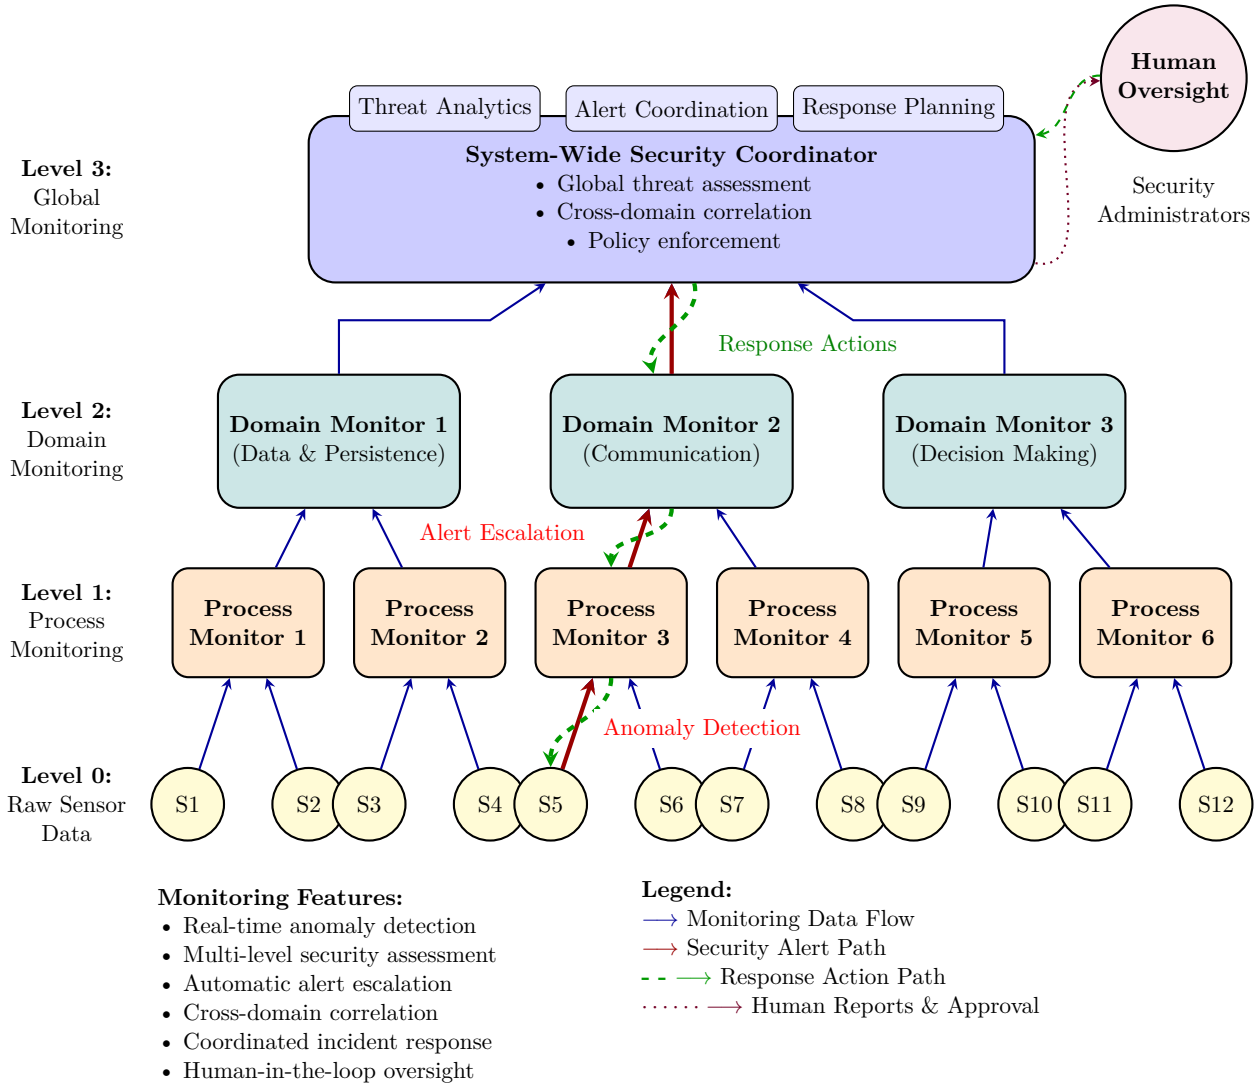 Human
Oversight
Threat Analytics
Alert Coordination
Response Planning
System-Wide Security Coordinator
• Global threat assessment
• Cross-domain correlation
• Policy enforcement
Level 3:
Global
Monitoring
Security
Administrators
Response Actions
Level 2:
Domain
Monitoring
Domain Monitor 1
(Data & Persistence)
Domain Monitor 2
(Communication)
Domain Monitor 3
(Decision Making)
Alert Escalation
Level 1:
Process
Monitoring
Process
Monitor 1
Process
Monitor 2
Process
Monitor 3
Process
Monitor 4
Process
Monitor 5
Process
Monitor 6
Anomaly Detection
Level 0:
Raw Sensor
Data
S1
S2
S3
S4
S5
S6
S7
S8
S9
S10
S11
S12
Monitoring Features:
• Real-time anomaly detection
• Multi-level security assessment
• Automatic alert escalation
• Cross-domain correlation
• Coordinated incident response
• Human-in-the-loop oversight
Legend:
Monitoring Data Flow
Security Alert Path
Response Action Path
Human Reports & Approval